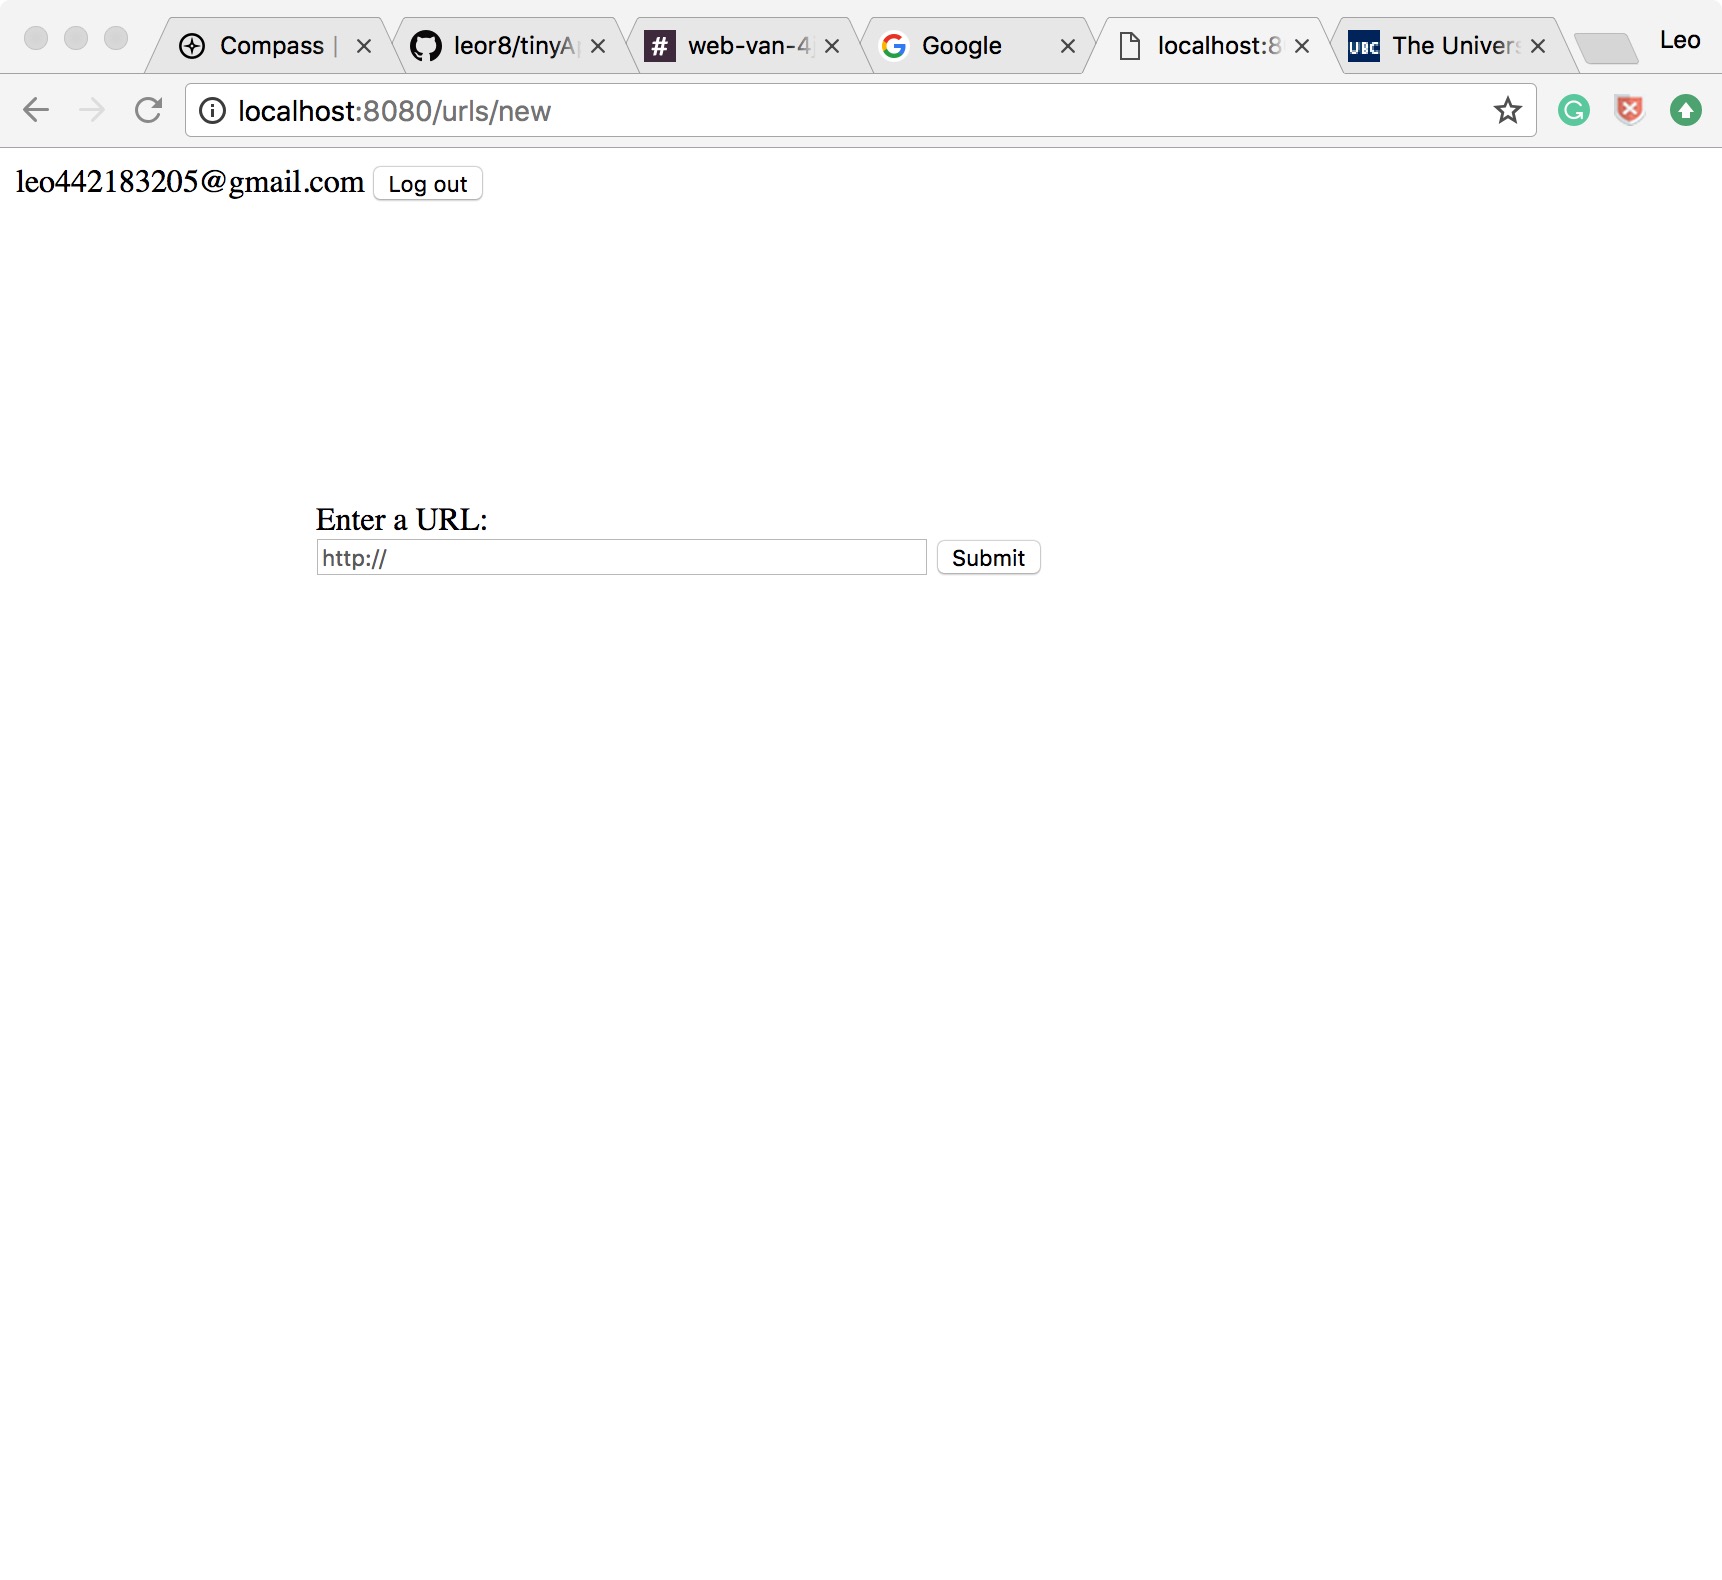 Compass |
leor8/tinyA
# web-van-4
Google
localhost:8
UBC The Univers
Leo
localhost:8080/urls/new
leo442183205@gmail.com Log out
Enter a URL:
http:// Submit